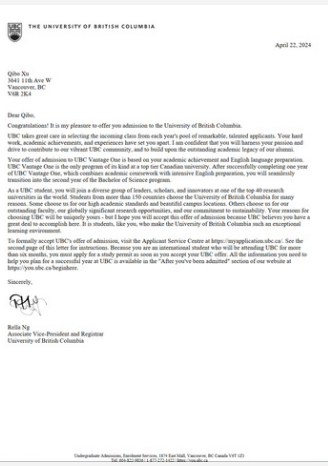 THE UNIVERSITY OF BRITISH COLUMBIA
April 22, 2024
Qibo Xu
3641 11th Ave W
Vancouver, BC
V6R 2K4
Dear Qibo,
Congratulations! It is my pleasure to offer you admission to the University of British Columbia.
UBC takes great care in selecting the incoming class from each year's pool of remarkable, talented applicants. Your hard
work, academic achievements, and experiences have set you apart. I am confident that you will harness your passion and
drive to contribute to our vibrant UBC community, and to build upon the outstanding academic legacy of our alumni.
Your offer of admission to UBC Vantage One is based on your academic achievement and English language preparation.
UBC Vantage One is the only program of its kind at a top tier Canadian university. After successfully completing one year
of UBC Vantage One, which combines academic coursework with intensive English preparation, you will seamlessly
transition into the second year of the Bachelor of Science program.
As a UBC student, you will join a diverse group of leaders, scholars, and innovators at one of the top 40 research
universities in the world. Students from more than 150 countries choose the University of British Columbia for many
reasons. Some choose us for our high academic standards and beautiful campus locations. Others choose us for our
outstanding faculty, our globally significant research opportunities, and our commitment to sustainability. Your reasons for
choosing UBC will be uniquely yours - but I hope you will accept this offer of admission because UBC believes you have a
great deal to accomplish here. It is students, like you, who make the University of British Columbia such an exceptional
learning environment.
To formally accept UBC's offer of admission, visit the Applicant Service Centre at https://myapplication.ubc.ca/. See the
second page of this letter for instructions. Because you are an international student who will be attending UBC for more
than six months, you must apply for a study permit as soon as you accept your UBC offer. All the information you need to
help you plan for a successful year at UBC is available in the "After you've been admitted" section of our website at
https://you.ubc.ca/beginhere.
Sincerely,
Rella Ng
Associate Vice-President and Registrar
University of British Columbia
Undergraduate Admissions, Enrolment Services, 1874 East Mall, Vancouver, BC Canada V6T 1Z1